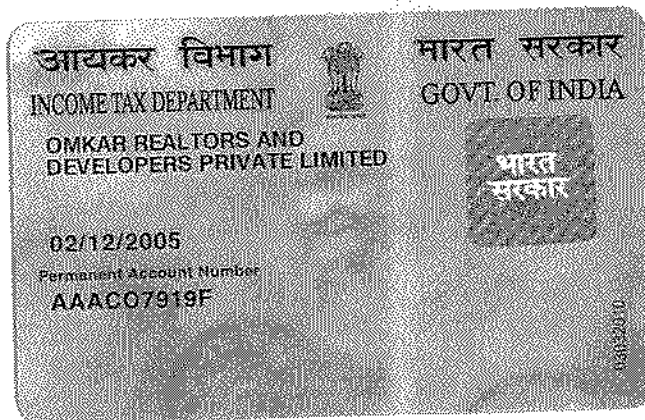 आयकर विभाग
INCOME TAX DEPARTMENT
भारत सरकार
GOVT. OF INDIA
OMKAR REALTORS AND
DEVELOPERS PRIVATE LIMITED
भारत
सरकार
02/12/2005
Permanent Account Number
AAACO7919F
03032010